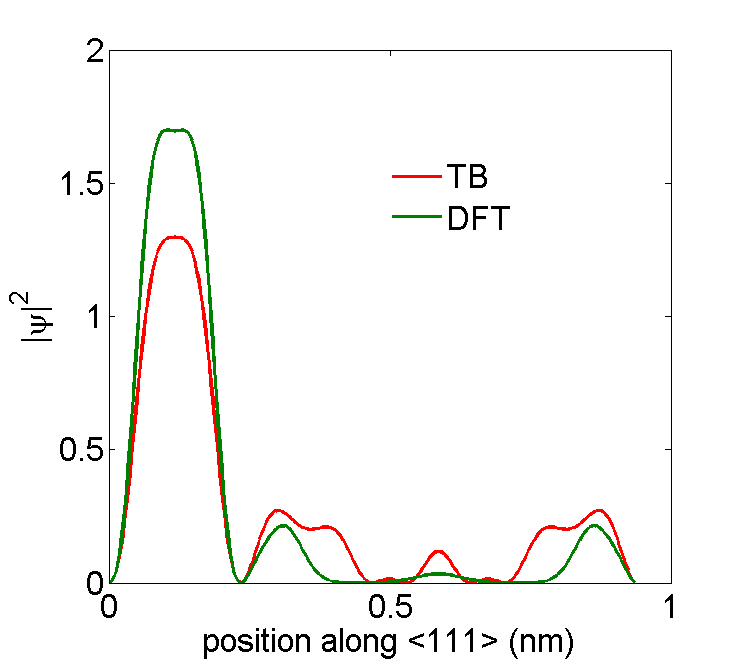 2
1.5
1
0.5
0
0
0.5
1
|ψ|²
TB
DFT
position along <111> (nm)